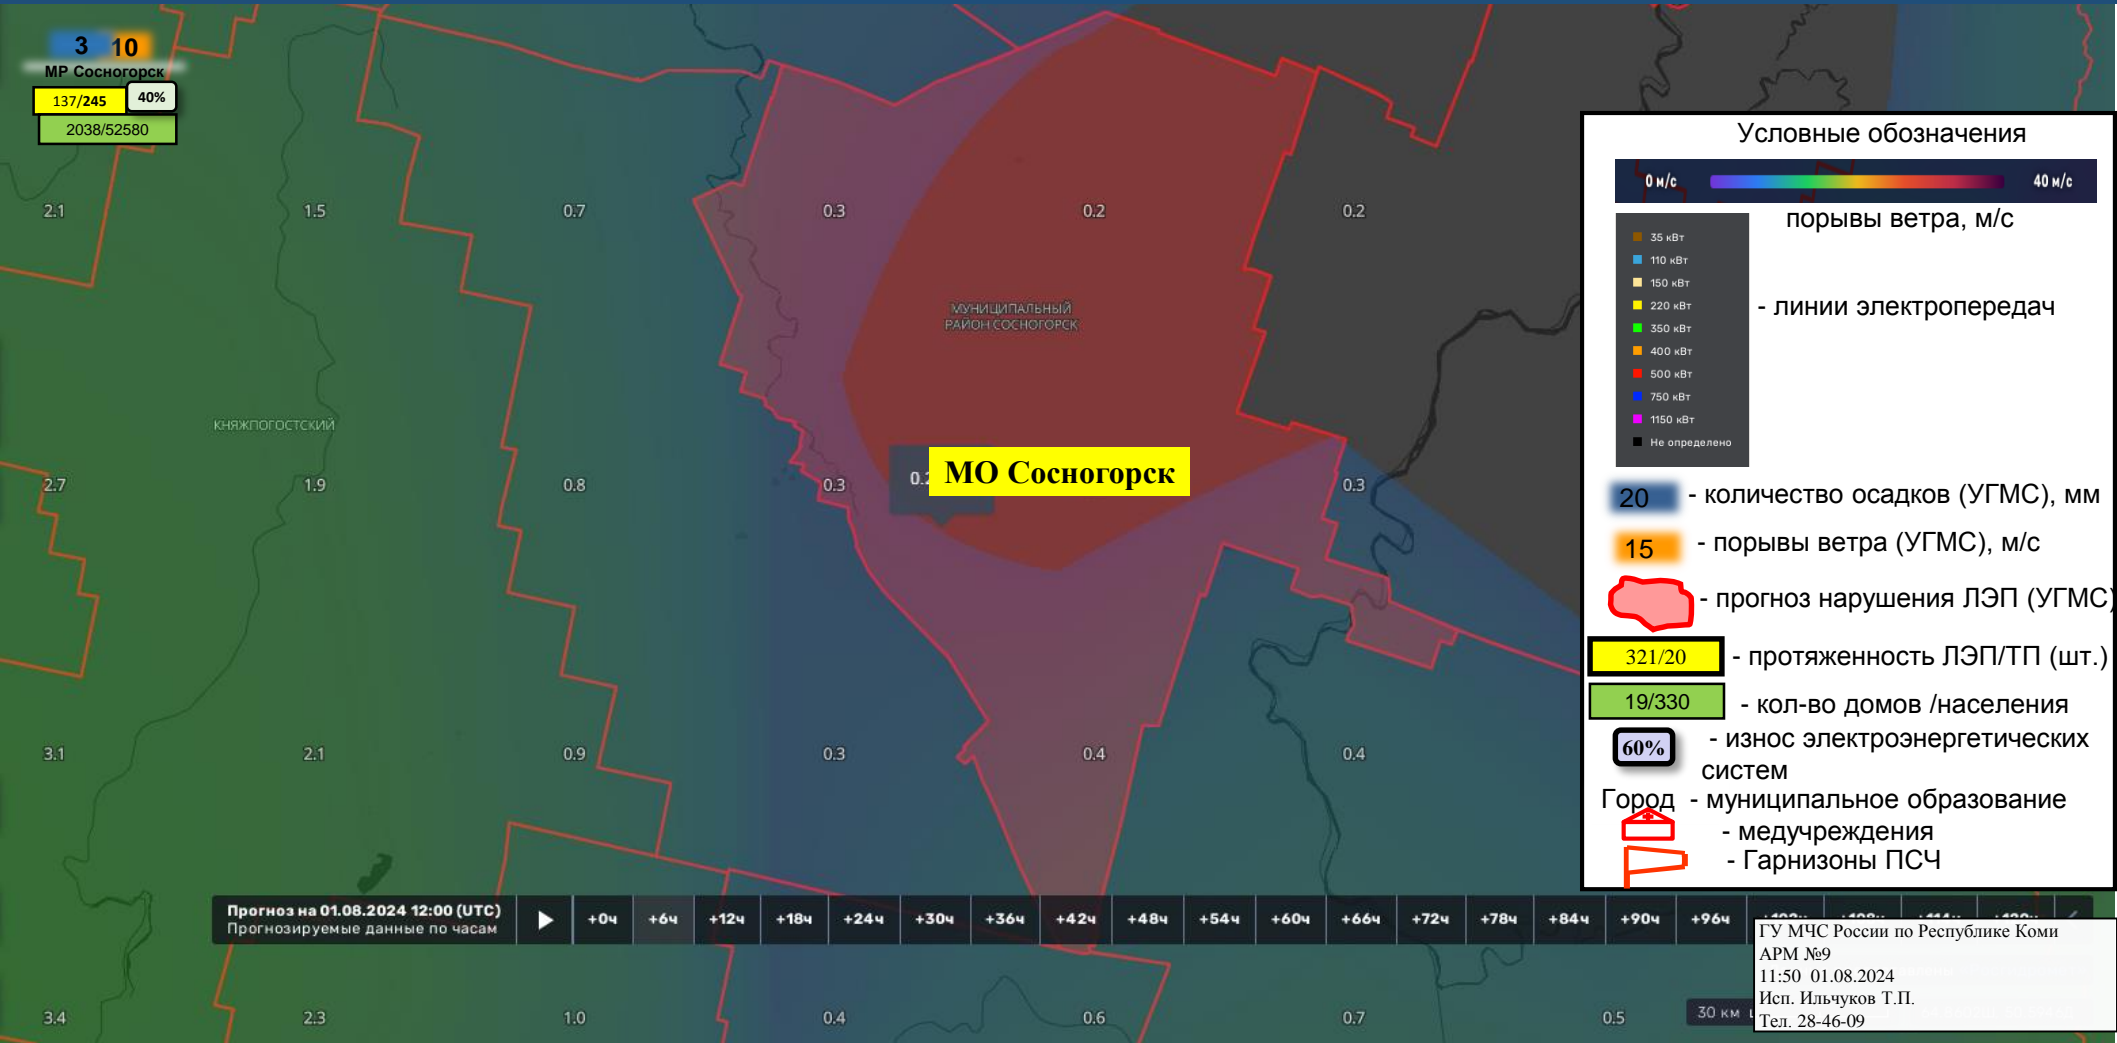 3 10
МР Сосногорск
137/245 40%
2038/52580
2.1 1.5 0.7 0.3 0.2 0.2
МУНИЦИПАЛЬНЫЙ
РАЙОН СОСНОГОРСК
КНЯЖПОГОСТСКИЙ
МО Сосногорск
2.7 1.9 0.8 0.3 0.2 0.3
3.1 2.1 0.9 0.3 0.4 0.4
Прогноз на 01.08.2024 12:00 (UTC)
Прогнозируемые данные по часам
+0ч +6ч +12ч +18ч +24ч +30ч +36ч +42ч +48ч +54ч +60ч +66ч +72ч +78ч +84ч +90ч +96ч
3.4 2.3 1.0 0.4 0.6 0.7 0.5
30 км
Условные обозначения
0 м/с 40 м/с
порывы ветра, м/с
35 кВт
110 кВт
150 кВт
220 кВт
350 кВт
400 кВт
500 кВт
750 кВт
1150 кВт
Не определено
- линии электропередач
20 - количество осадков (УГМС), мм
15 - порывы ветра (УГМС), м/с
- прогноз нарушения ЛЭП (УГМС)
321/20 - протяженность ЛЭП/ТП (шт.)
19/330 - кол-во домов /населения
60% - износ электроэнергетических
систем
Город - муниципальное образование
- медучреждения
- Гарнизоны ПСЧ
ГУ МЧС России по Республике Коми
АРМ №9
11:50 01.08.2024
Исп. Ильчуков Т.П.
Тел. 28-46-09